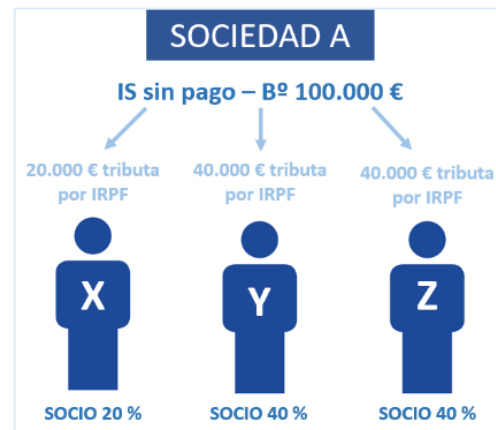 SOCIEDAD A
IS sin pago – Bº 100.000 €
20.000 € tributa
por IRPF
40.000 € tributa
por IRPF
40.000 € tributa
por IRPF
X
Y
Z
SOCIO 20 %
SOCIO 40 %
SOCIO 40 %